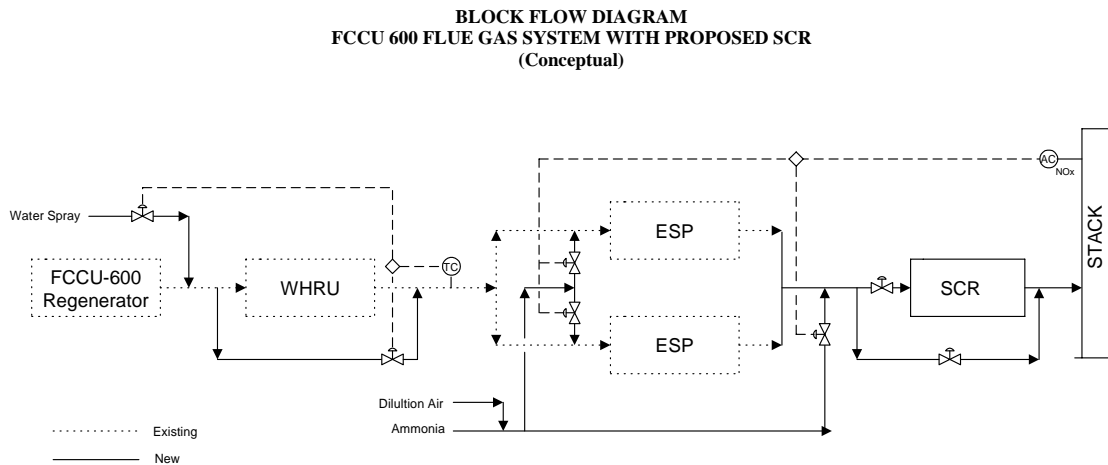 BLOCK FLOW DIAGRAM
FCCU 600 FLUE GAS SYSTEM WITH PROPOSED SCR
(Conceptual)
AC
NOx
Water Spray
ESP
STACK
TC
FCCU-600
Regenerator
WHRU
SCR
ESP
Dilultion Air
Ammonia
Existing
New